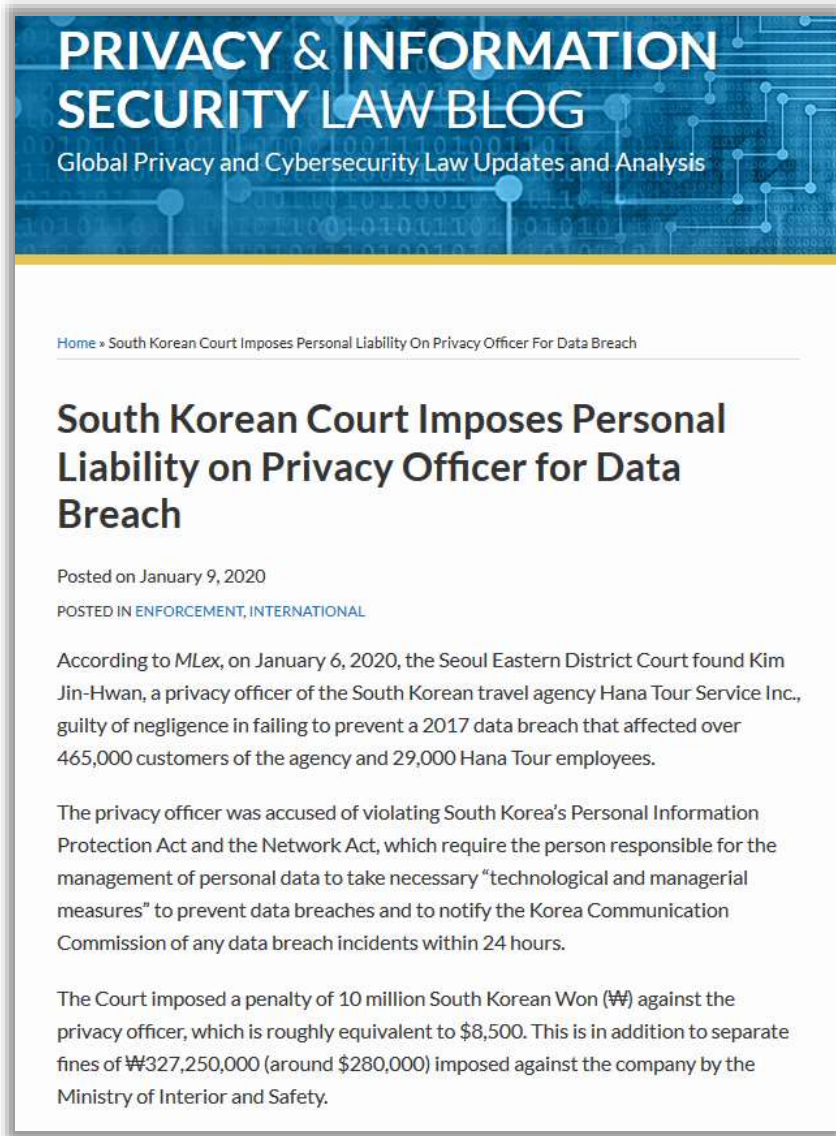 PRIVACY & INFORMATION
SECURITY LAW BLOG
Global Privacy and Cybersecurity Law Updates and Analysis
Home » South Korean Court Imposes Personal Liability On Privacy Officer For Data Breach
South Korean Court Imposes Personal
Liability on Privacy Officer for Data
Breach
Posted on January 9, 2020
POSTED IN ENFORCEMENT, INTERNATIONAL
According to MLex, on January 6, 2020, the Seoul Eastern District Court found Kim
Jin-Hwan, a privacy officer of the South Korean travel agency Hana Tour Service Inc.,
guilty of negligence in failing to prevent a 2017 data breach that affected over
465,000 customers of the agency and 29,000 Hana Tour employees.
The privacy officer was accused of violating South Korea’s Personal Information
Protection Act and the Network Act, which require the person responsible for the
management of personal data to take necessary “technological and managerial
measures” to prevent data breaches and to notify the Korea Communication
Commission of any data breach incidents within 24 hours.
The Court imposed a penalty of 10 million South Korean Won (₩) against the
privacy officer, which is roughly equivalent to $8,500. This is in addition to separate
fines of ₩327,250,000 (around $280,000) imposed against the company by the
Ministry of Interior and Safety.